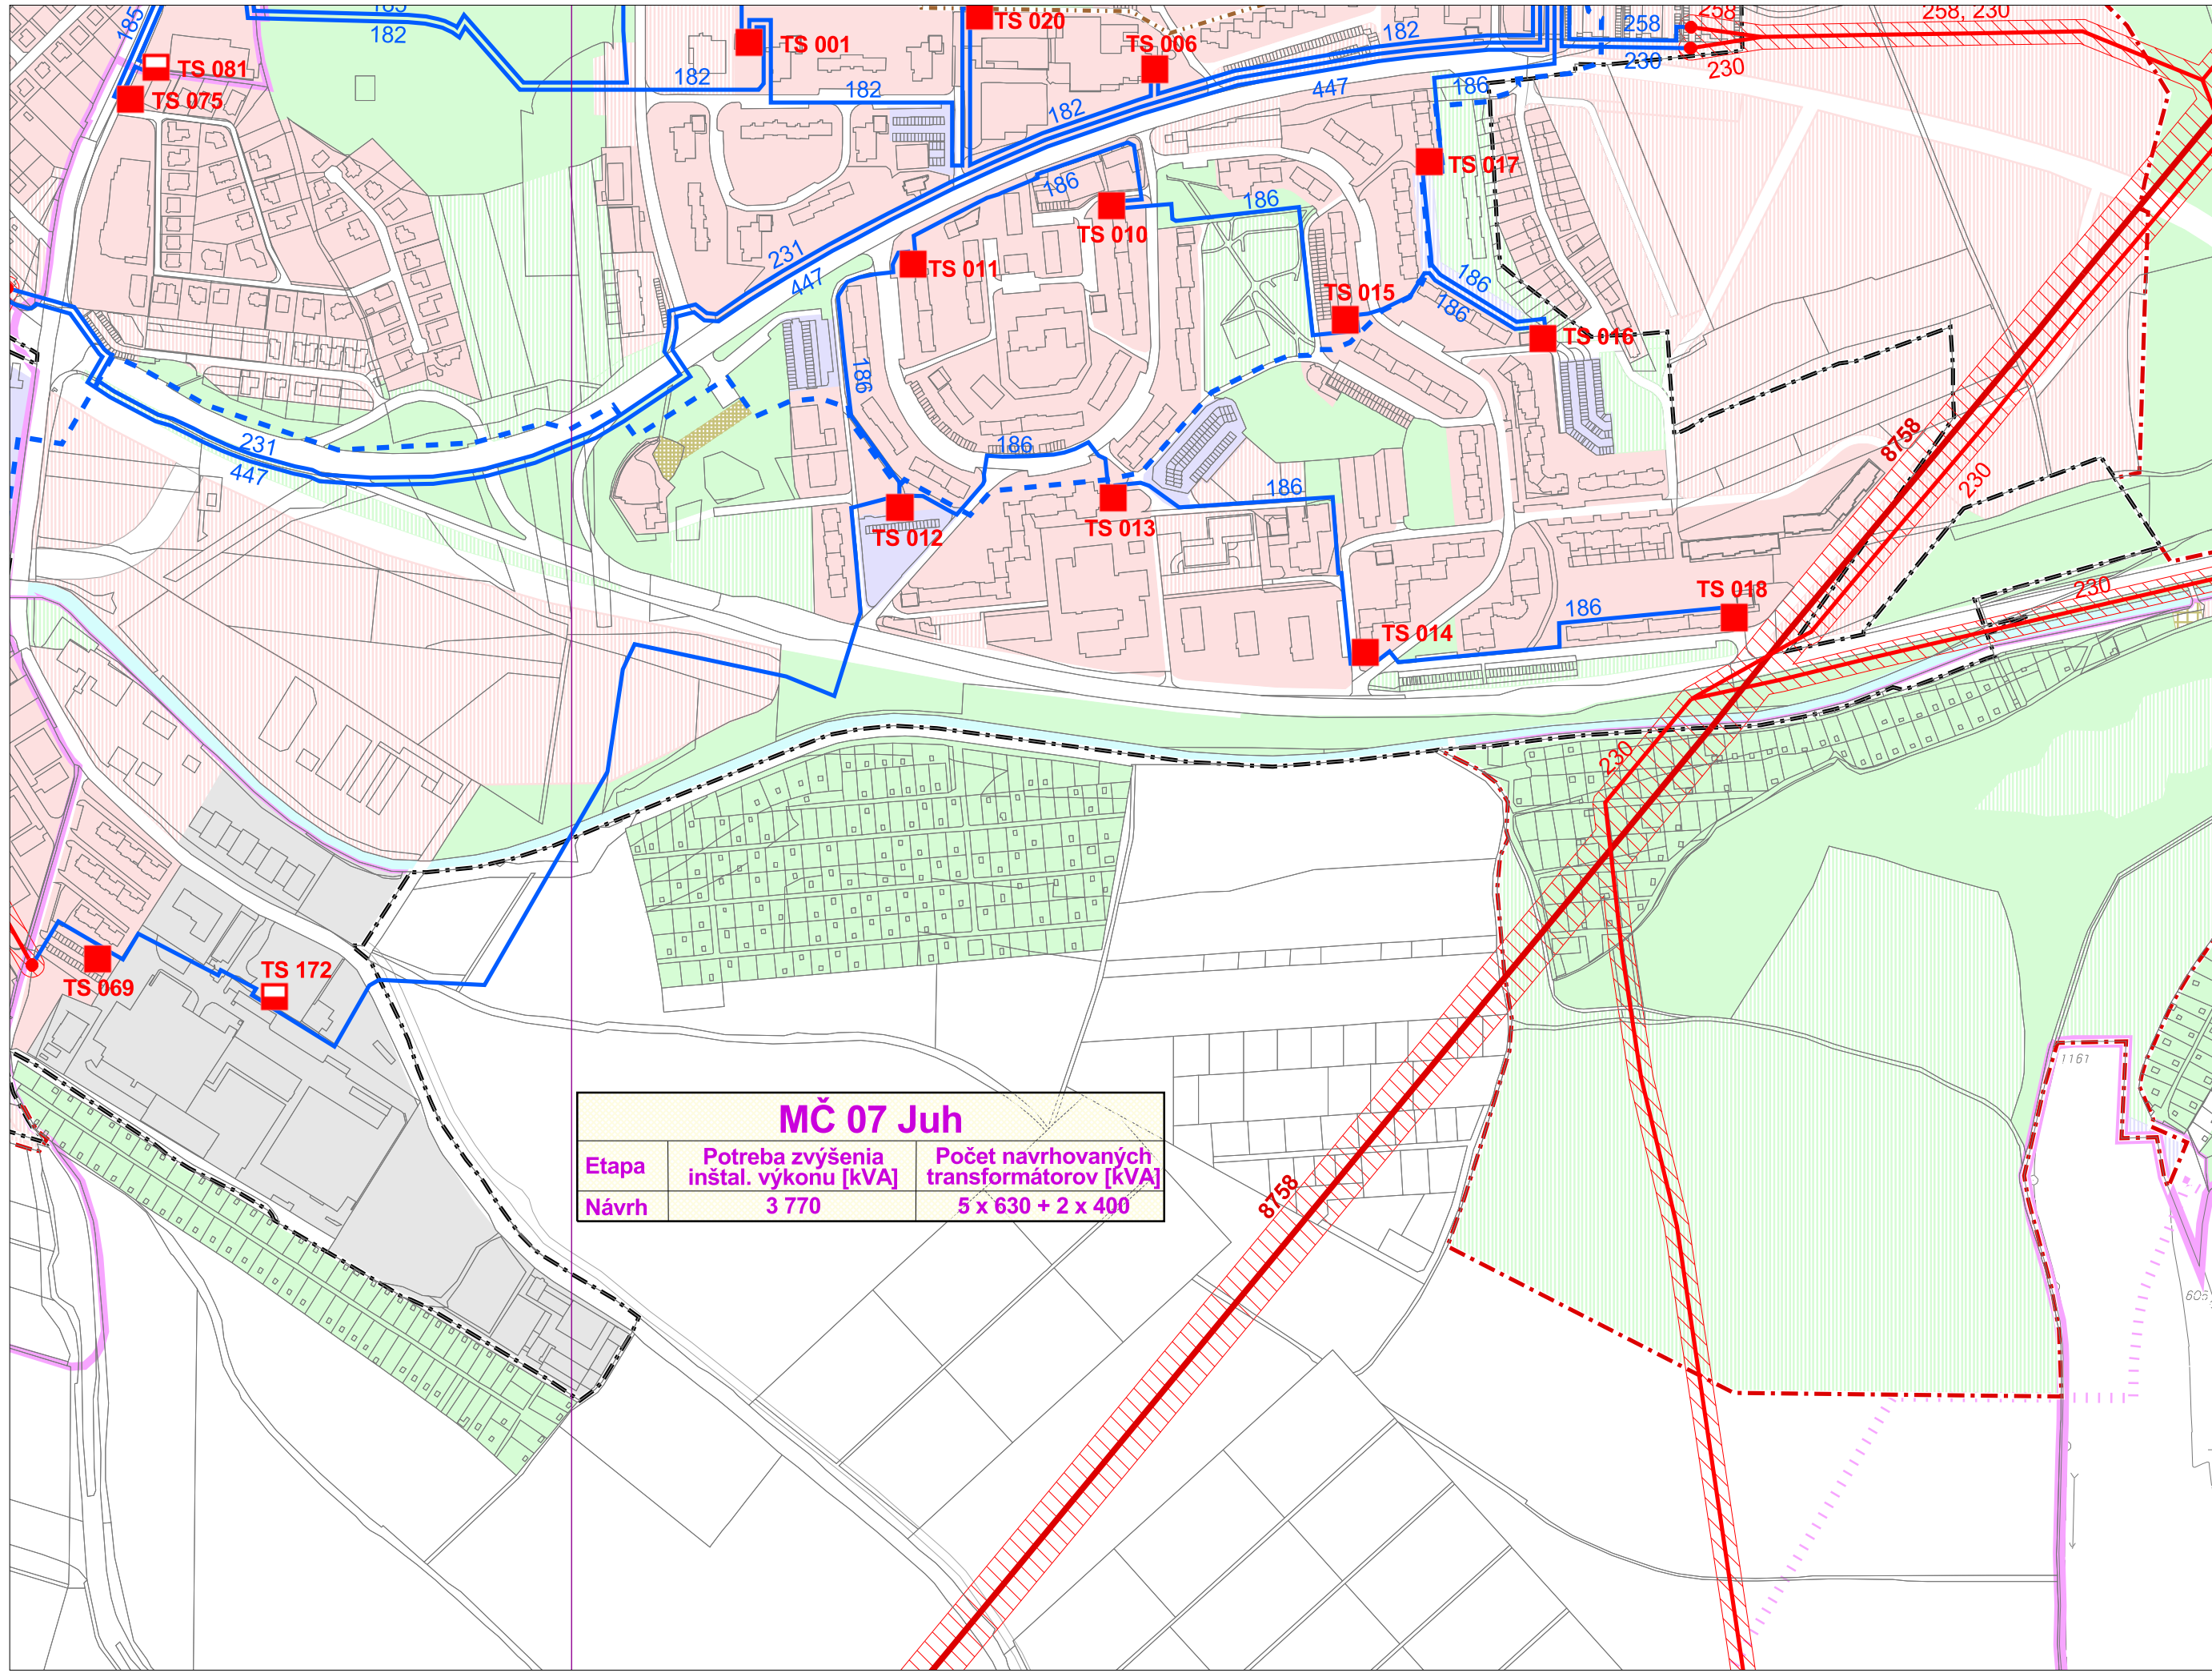 185
182
TS 020
TS 001
TS 006
182
258
258
258, 230
230
230
TS 081
TS 075
182
182
182
447
186
TS 017
186
TS 010
186
231
447
TS 011
186
186
TS 015
TS 016
186
231
447
186
186
TS 012
TS 013
8758
230
TS 018
186
TS 014
230
230
TS 172
TS 069
1161
MČ 07 Juh
Etapa
Potreba zvýšenia
inštal. výkonu [kVA]
Počet navrhovaných
transformátorov [kVA]
Návrh
3 770
5 x 630 + 2 x 400
8758